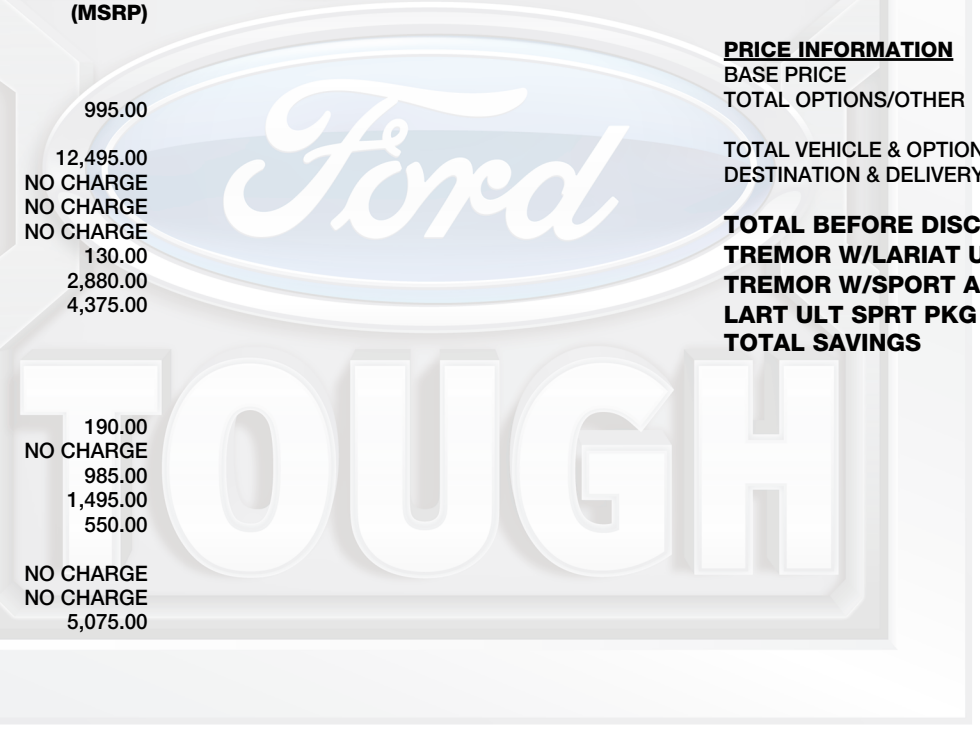 (MSRP)
995.00
12,495.00
NO CHARGE
NO CHARGE
NO CHARGE
130.00
2,880.00
4,375.00
190.00
NO CHARGE
985.00
1,495.00
550.00
NO CHARGE
NO CHARGE
5,075.00
PRICE INFORMATION
BASE PRICE
TOTAL OPTIONS/OTHER
TOTAL VEHICLE & OPTION
DESTINATION & DELIVERY
TOTAL BEFORE DISC
TREMOR W/LARIAT U
TREMOR W/SPORT A
LART ULT SPRT PKG
TOTAL SAVINGS
Ford
TOUGH